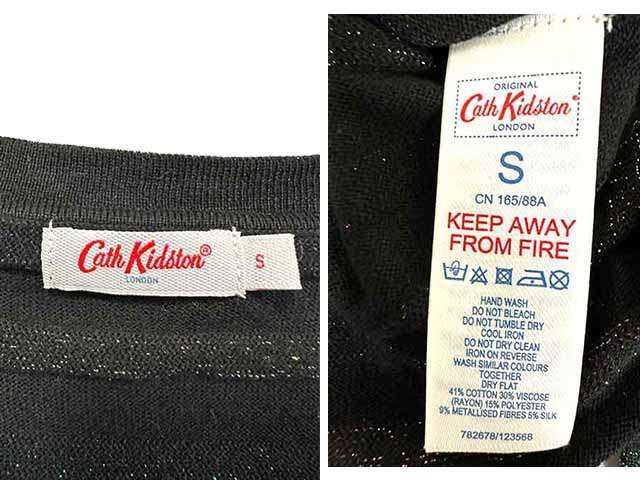 Cath Kidston®
LONDON
S
ORIGINAL
Cath Kidston®
LONDON
S
CN 165/88A
KEEP AWAY
FROM FIRE
HAND WASH
DO NOT BLEACH
DO NOT TUMBLE DRY
COOL IRON
DO NOT DRY CLEAN
IRON ON REVERSE
WASH SIMILAR COLOURS
TOGETHER
DRY FLAT
41% COTTON 30% VISCOSE
(RAYON) 15% POLYESTER
9% METALLISED FIBRES 5% SILK
782678/123568